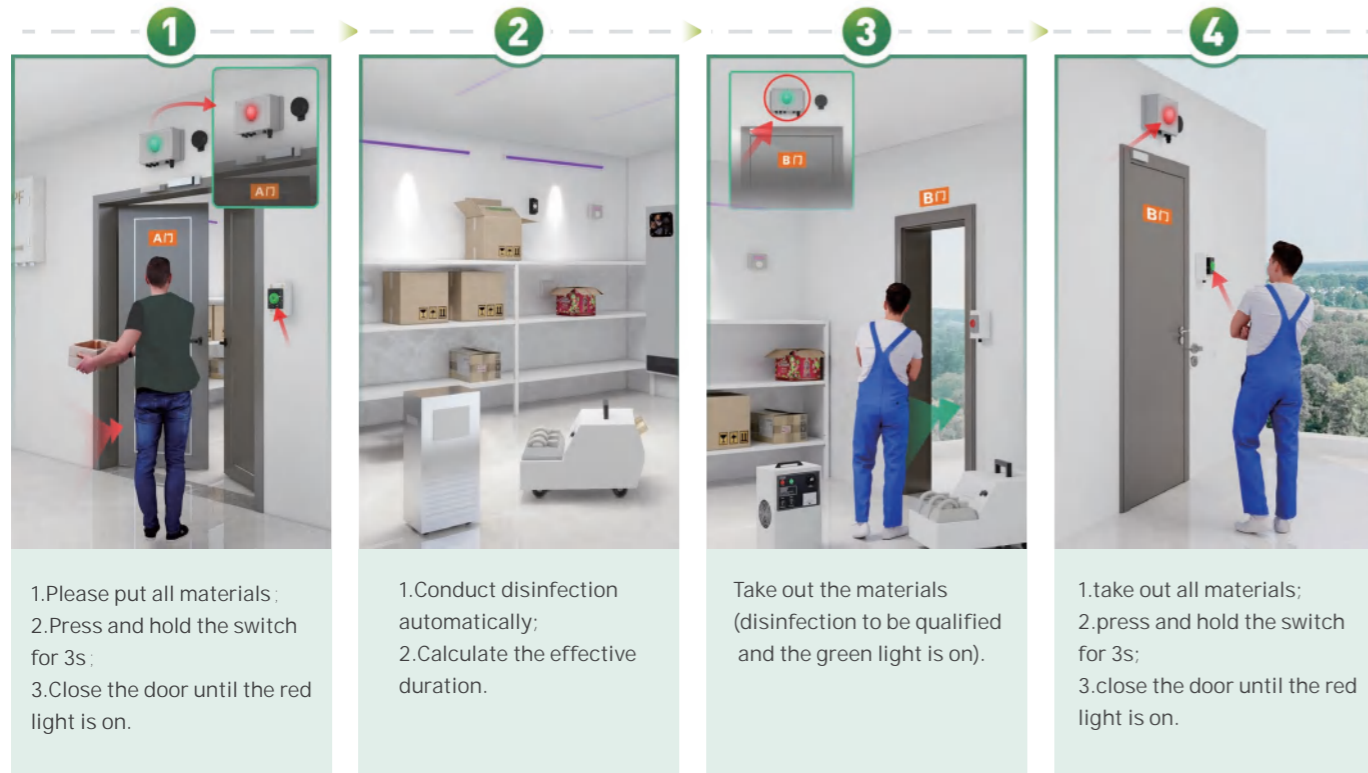 1
2
3
4
A门
A门
PF
B门
B门
B门
1.Please put all materials;
2.Press and hold the switch
for 3s;
3.Close the door until the red
light is on.
1.Conduct disinfection
automatically;
2.Calculate the effective
duration.
Take out the materials
(disinfection to be qualified
and the green light is on).
1.take out all materials;
2.press and hold the switch
for 3s;
3.close the door until the red
light is on.